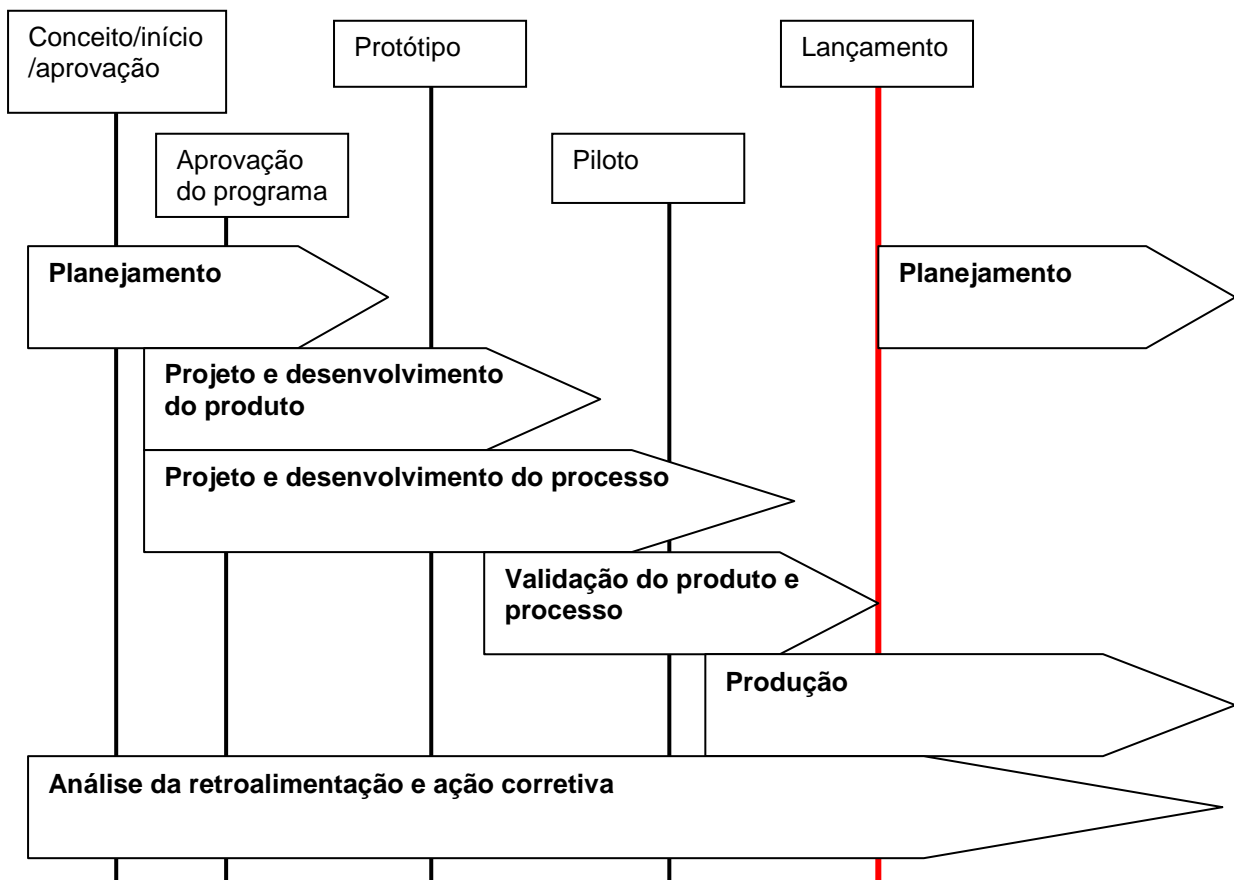 Conceito/início
/aprovação
Protótipo
Lançamento
Aprovação
do programa
Piloto
Planejamento
Planejamento
Projeto e desenvolvimento
do produto
Projeto e desenvolvimento do processo
Validação do produto e
processo
Produção
Análise da retroalimentação e ação corretiva